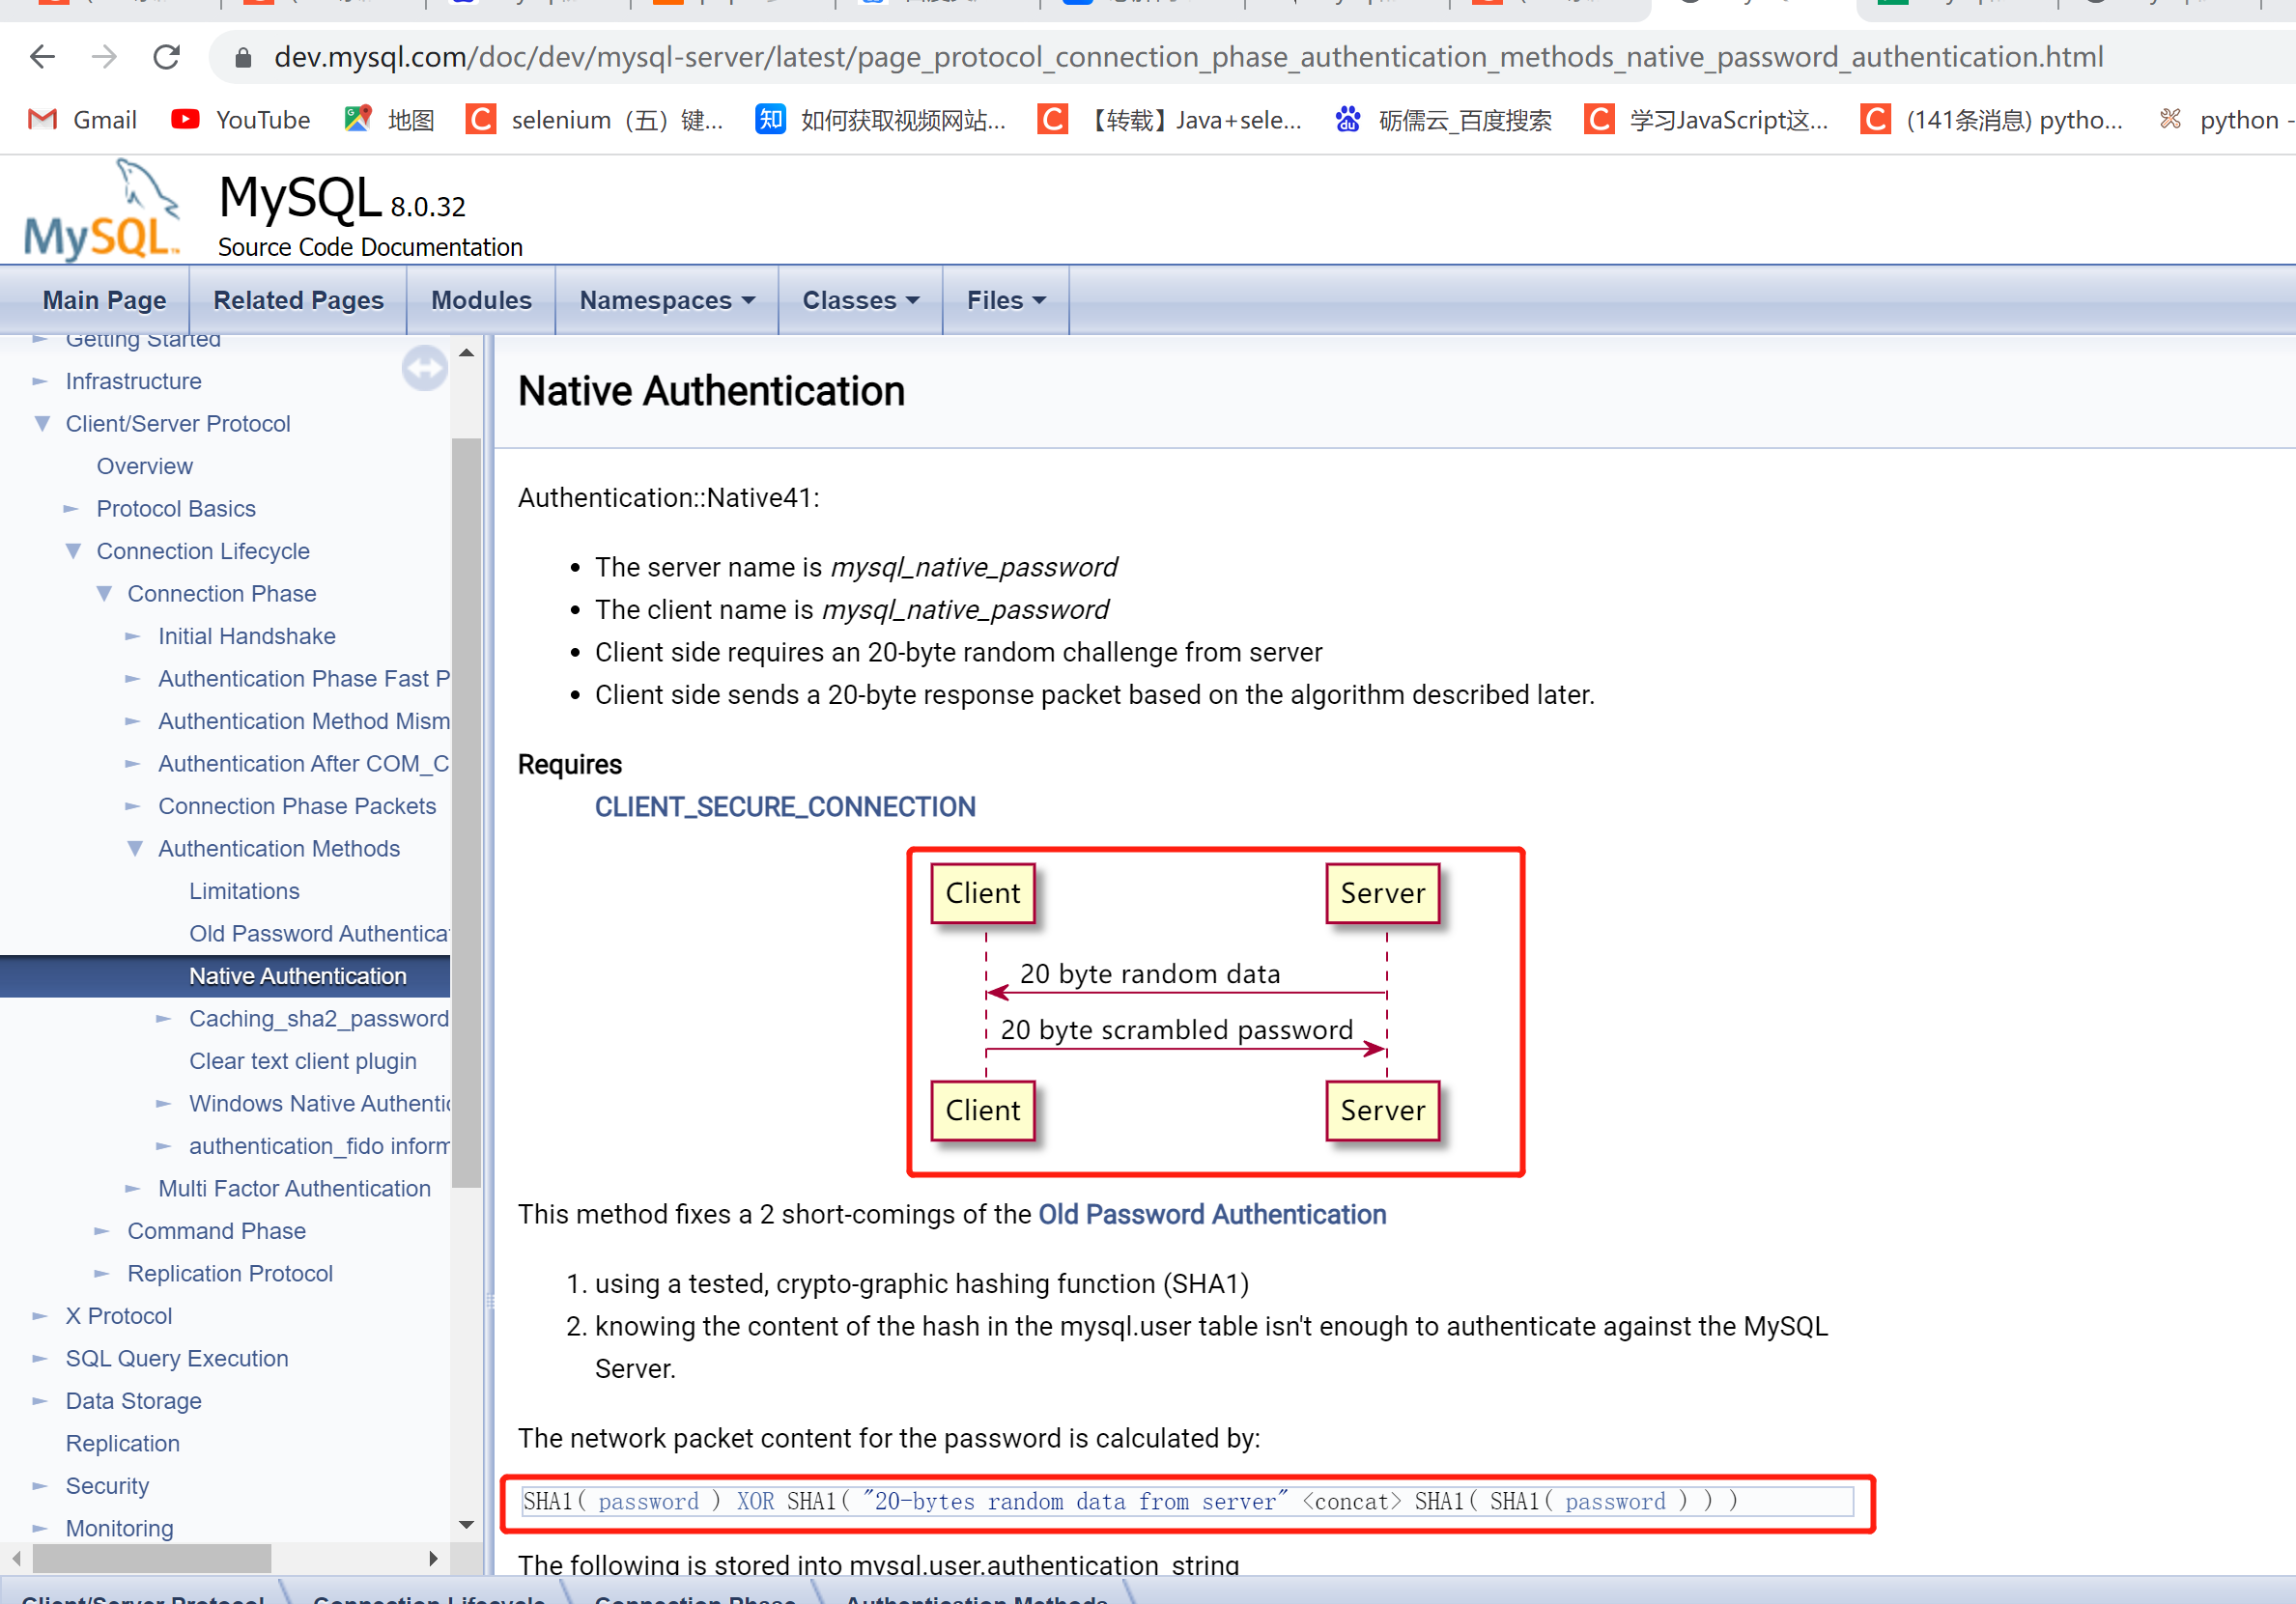 dev.mysql.com/doc/dev/mysql-server/latest/page_protocol_connection_phase_authentication_methods_native_password_authentication.html
Gmail YouTube 地图 selenium（五）键... 如何获取视频网站... 【转载】Java+sele... 砺儒云_百度搜索 学习JavaScript这... (141条消息) pytho... python -
MySQL 8.0.32
MySQL™
Source Code Documentation
Main Page Related Pages Modules Namespaces Classes Files
Getting Started
Infrastructure
Client/Server Protocol
Overview
Protocol Basics
Connection Lifecycle
Connection Phase
Initial Handshake
Authentication Phase Fast P
Authentication Method Mism
Authentication After COM_C
Connection Phase Packets
Authentication Methods
Limitations
Old Password Authentica
Native Authentication
Caching_sha2_password
Clear text client plugin
Windows Native Authentic
authentication_fido inform
Multi Factor Authentication
Command Phase
Replication Protocol
X Protocol
SQL Query Execution
Data Storage
Replication
Security
Monitoring
Native Authentication
Authentication::Native41:
• The server name is mysql_native_password
• The client name is mysql_native_password
• Client side requires an 20-byte random challenge from server
• Client side sends a 20-byte response packet based on the algorithm described later.
Requires
CLIENT_SECURE_CONNECTION
Client Server
20 byte random data
20 byte scrambled password
Client Server
This method fixes a 2 short-comings of the Old Password Authentication
1. using a tested, crypto-graphic hashing function (SHA1)
2. knowing the content of the hash in the mysql.user table isn't enough to authenticate against the MySQL
Server.
The network packet content for the password is calculated by:
SHA1( password ) XOR SHA1( "20-bytes random data from server" <concat> SHA1( SHA1( password ) ) )
The following is stored into mysql.user.authentication_string
Client/Server Protocol Connection Lifecycle Connection Phase Authentication Methods